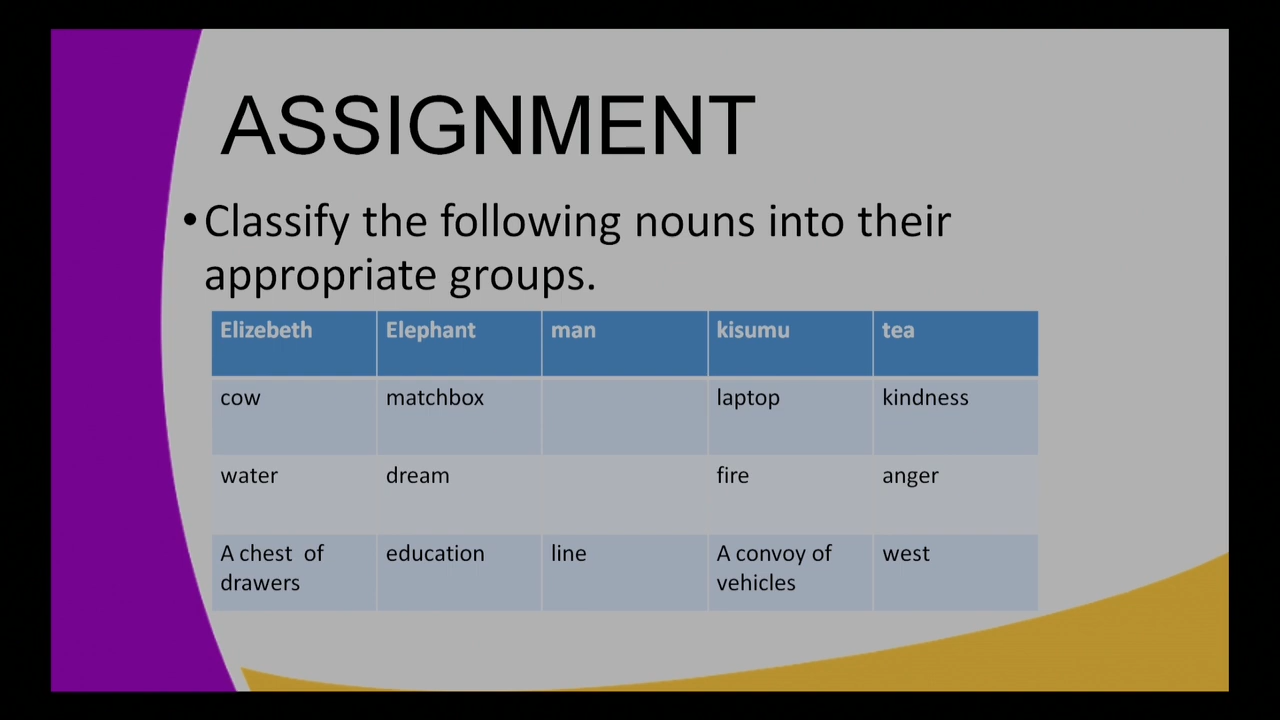 ASSIGNMENT
•Classify the following nouns into their
appropriate groups.
Elizebeth Elephant man kisumu tea
cow matchbox laptop kindness
water dream fire anger
A chest of drawers education line A convoy of vehicles west